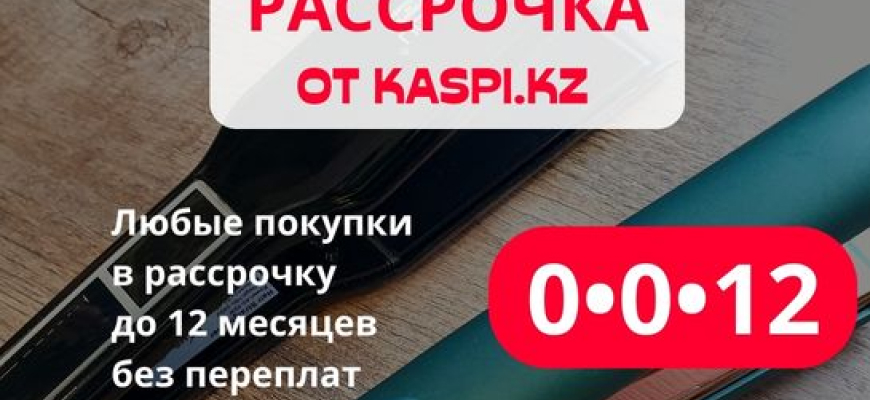 РАССРОЧКА
ОТ KASPI.KZ
Любые покупки
в рассрочку
до 12 месяцев
без переплат
0•0•12